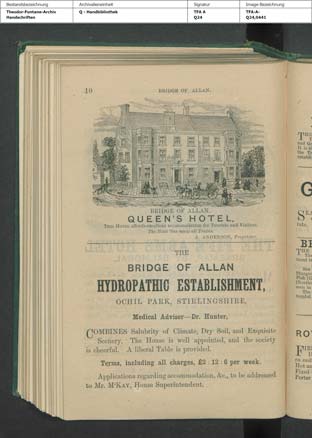 Bestandsbezeichnung Archivalieneinheit Signatur Image-Bezeichnung
Theodor-Fontane-Archiv Q - Handbibliothek TFA A TFA-A-
Handschriften Q24 Q24,0441
40 BRIDGE OF ALLAN.
BRIDGE OF ALLAN.
QUEEN'S HOTEL,
This House affords excellent accommodation for Families and Visitors.
The Hotel 'Bus meets all Trains.
A. ANDERSON, Proprietor.
THE
BRIDGE OF ALLAN
HYDROPATHIC ESTABLISHMENT,
OCHIL PARK, STIRLINGSHIRE,
Medical Adviser—Dr. Hunter,
COMBINES Salubrity of Climate, Dry Soil, and Exquisite
Scenery. The House is well appointed, and the society
is cheerful. A liberal Table is provided.
Terms, including all charges, £2 : 12 : 6 per week.
Applications regarding accommodation, &c., to be addressed
to Mr. M'KAY, House Superintendent.